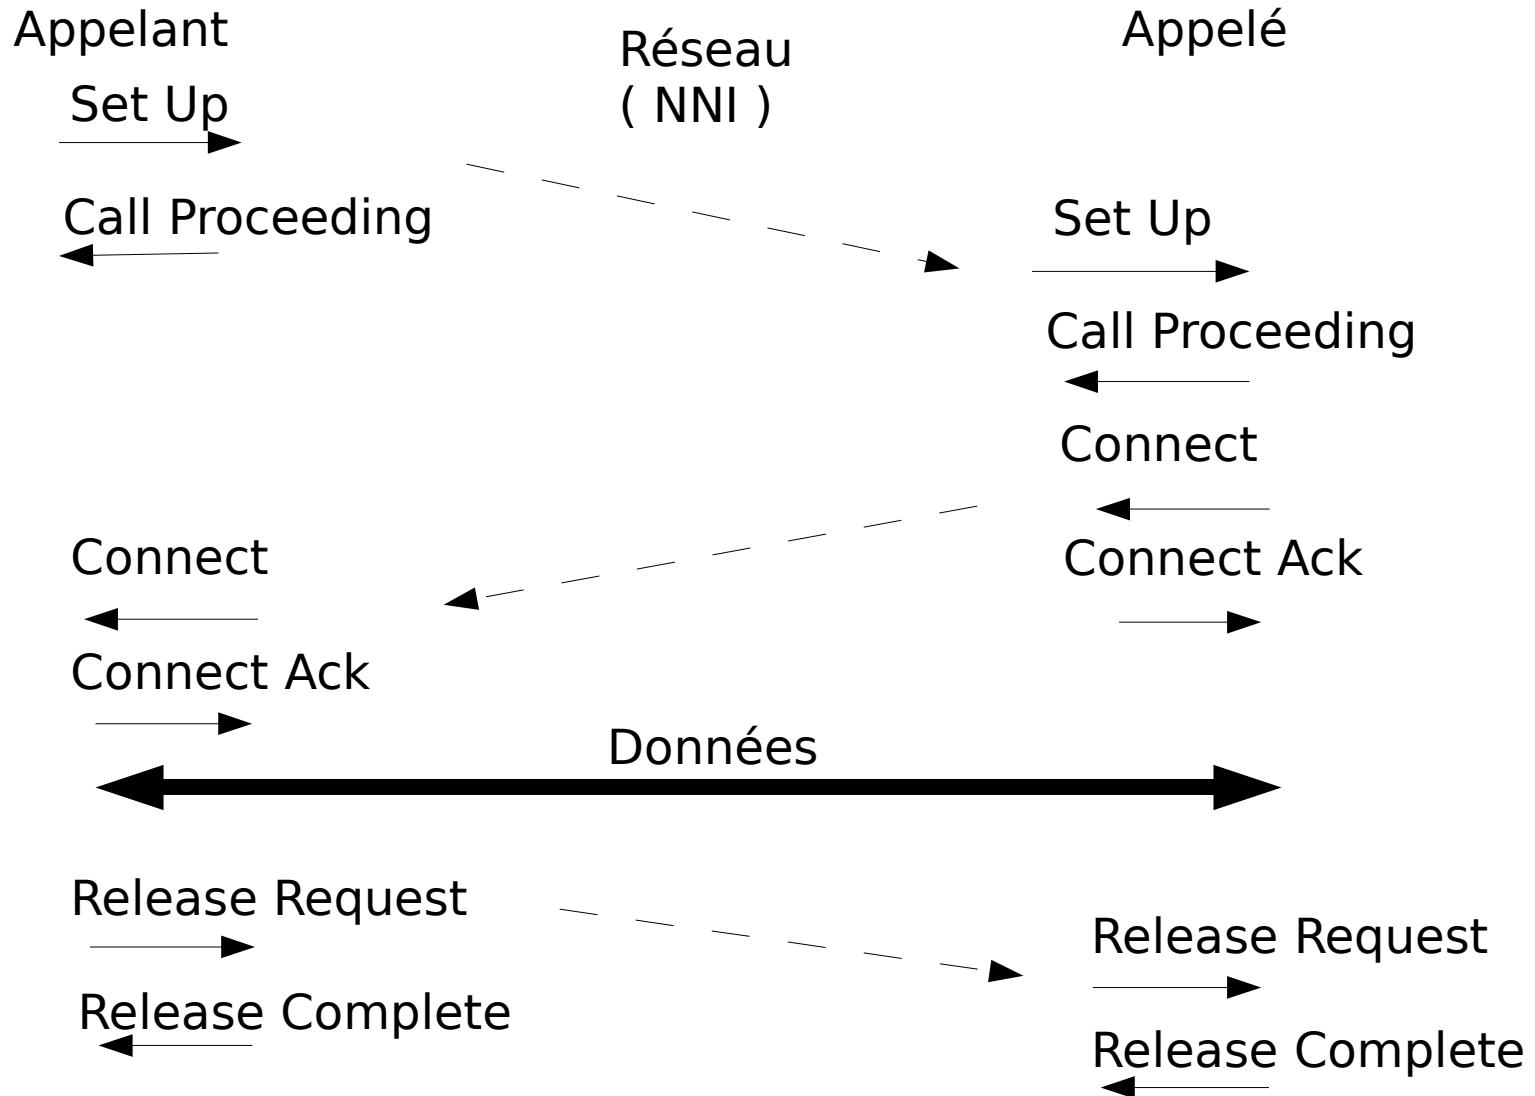 Appelant
Réseau
( NNI )
Appelé
Set Up
Call Proceeding
Set Up
Call Proceeding
Connect
Connect
Connect Ack
Connect Ack
Données
Release Request
Release Request
Release Complete
Release Complete